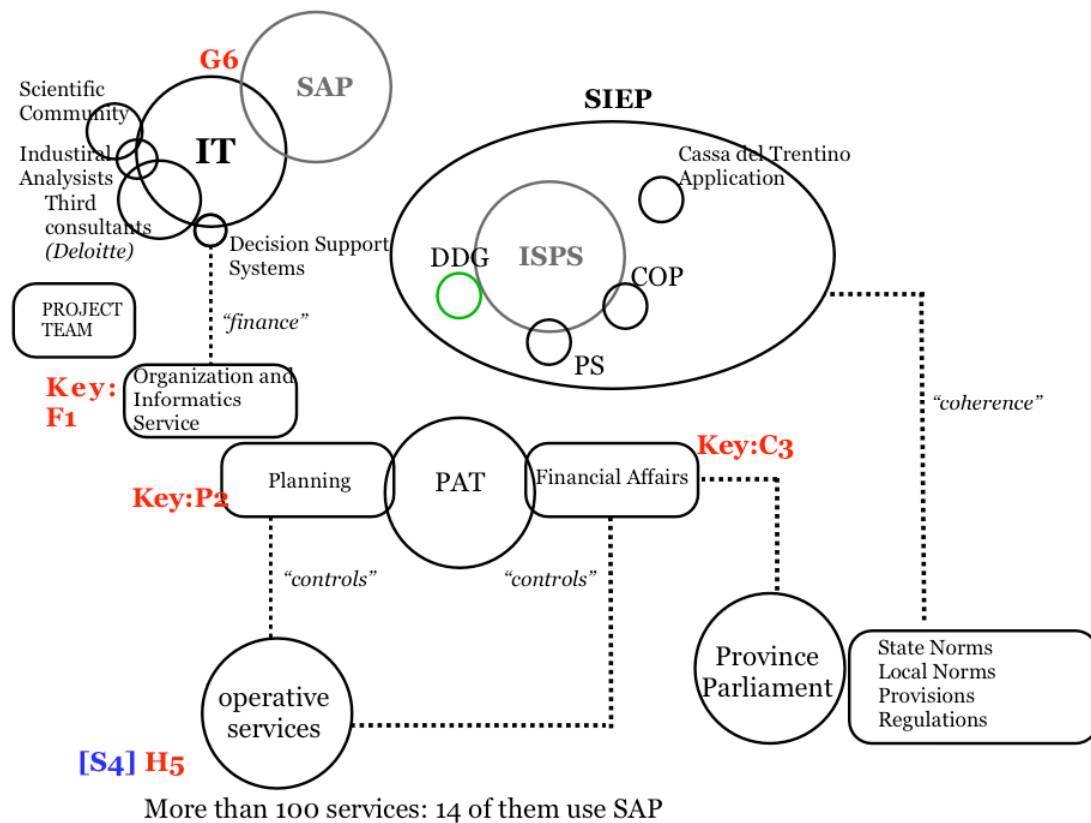 G6
SAP
Scientific
Community
IT
Industiral
Analysists
Third
consultants
(Deloitte)
Decision Support
Systems
SIEP
Cassa del Trentino
Application
DDG
ISPS
COP
PS
PROJECT
TEAM
“finance”
Key:
F1
Organization and
Informatics
Service
“coherence”
Key:P2
Planning
PAT
Financial Affairs
Key:C3
“controls”
“controls”
operative
services
Province
Parliament
State Norms
Local Norms
Provisions
Regulations
[S4] H5
More than 100 services: 14 of them use SAP